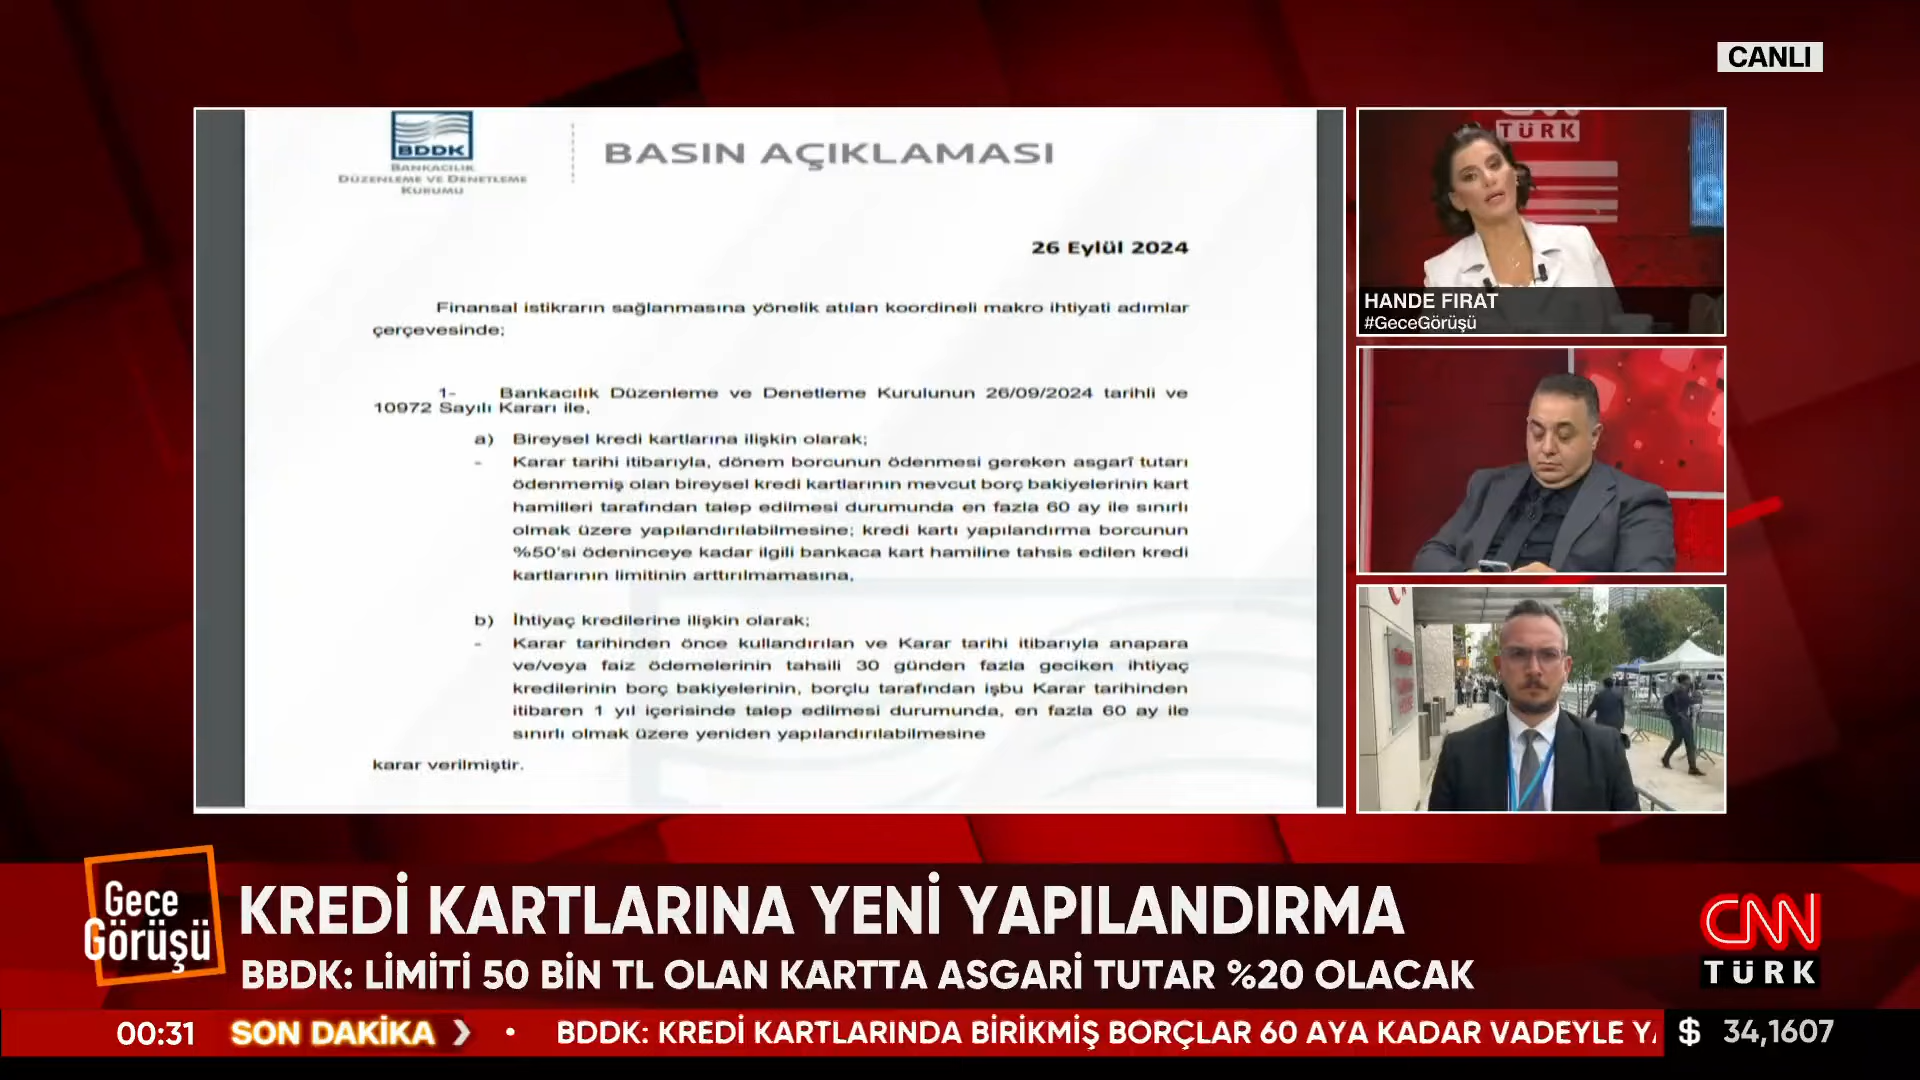 CANLI
BDDK
BANKACILIK
DÜZENLEME VE DENETLEME
KURUMU
BASIN AÇIKLAMASI
26 Eylül 2024
Finansal istikrarın sağlanmasına yönelik atılan koordineli makro ihtiyati adımlar
çerçevesinde;
1- Bankacılık Düzenleme ve Denetleme Kurulunun 26/09/2024 tarihli ve
10972 Sayılı Kararı ile,
a) Bireysel kredi kartlarına ilişkin olarak;
- Karar tarihi itibarıyla, dönem borcunun ödenmesi gereken asgarî tutarı
ödenmemiş olan bireysel kredi kartlarının mevcut borç bakiyelerinin kart
hamilleri tarafından talep edilmesi durumunda en fazla 60 ay ile sınırlı
olmak üzere yapılandırılabilmesine; kredi kartı yapılandırma borcunun
%50'si ödeninceye kadar ilgili bankaca kart hamiline tahsis edilen kredi
kartlarının limitinin arttırılmamasına,
b) İhtiyaç kredilerine ilişkin olarak;
- Karar tarihinden önce kullandırılan ve Karar tarihi itibarıyla anapara
ve/veya faiz ödemelerinin tahsili 30 günden fazla geciken ihtiyaç
kredilerinin borç bakiyelerinin, borçlu tarafından işbu Karar tarihinden
itibaren 1 yıl içerisinde talep edilmesi durumunda, en fazla 60 ay ile
sınırlı olmak üzere yeniden yapılandırılabilmesine
karar verilmiştir.
TÜRK
HANDE FIRAT
#GeceGörüşü
Gece
Görüşü
KREDİ KARTLARINA YENİ YAPILANDIRMA
BBDK: LİMİTİ 50 BİN TL OLAN KARTTA ASGARİ TUTAR %20 OLACAK
CNN
TÜRK
00:31 SON DAKİKA ❯ • BDDK: KREDİ KARTLARINDA BİRİKMİŞ BORÇLAR 60 AYA KADAR VADEYLE $ 34,1607